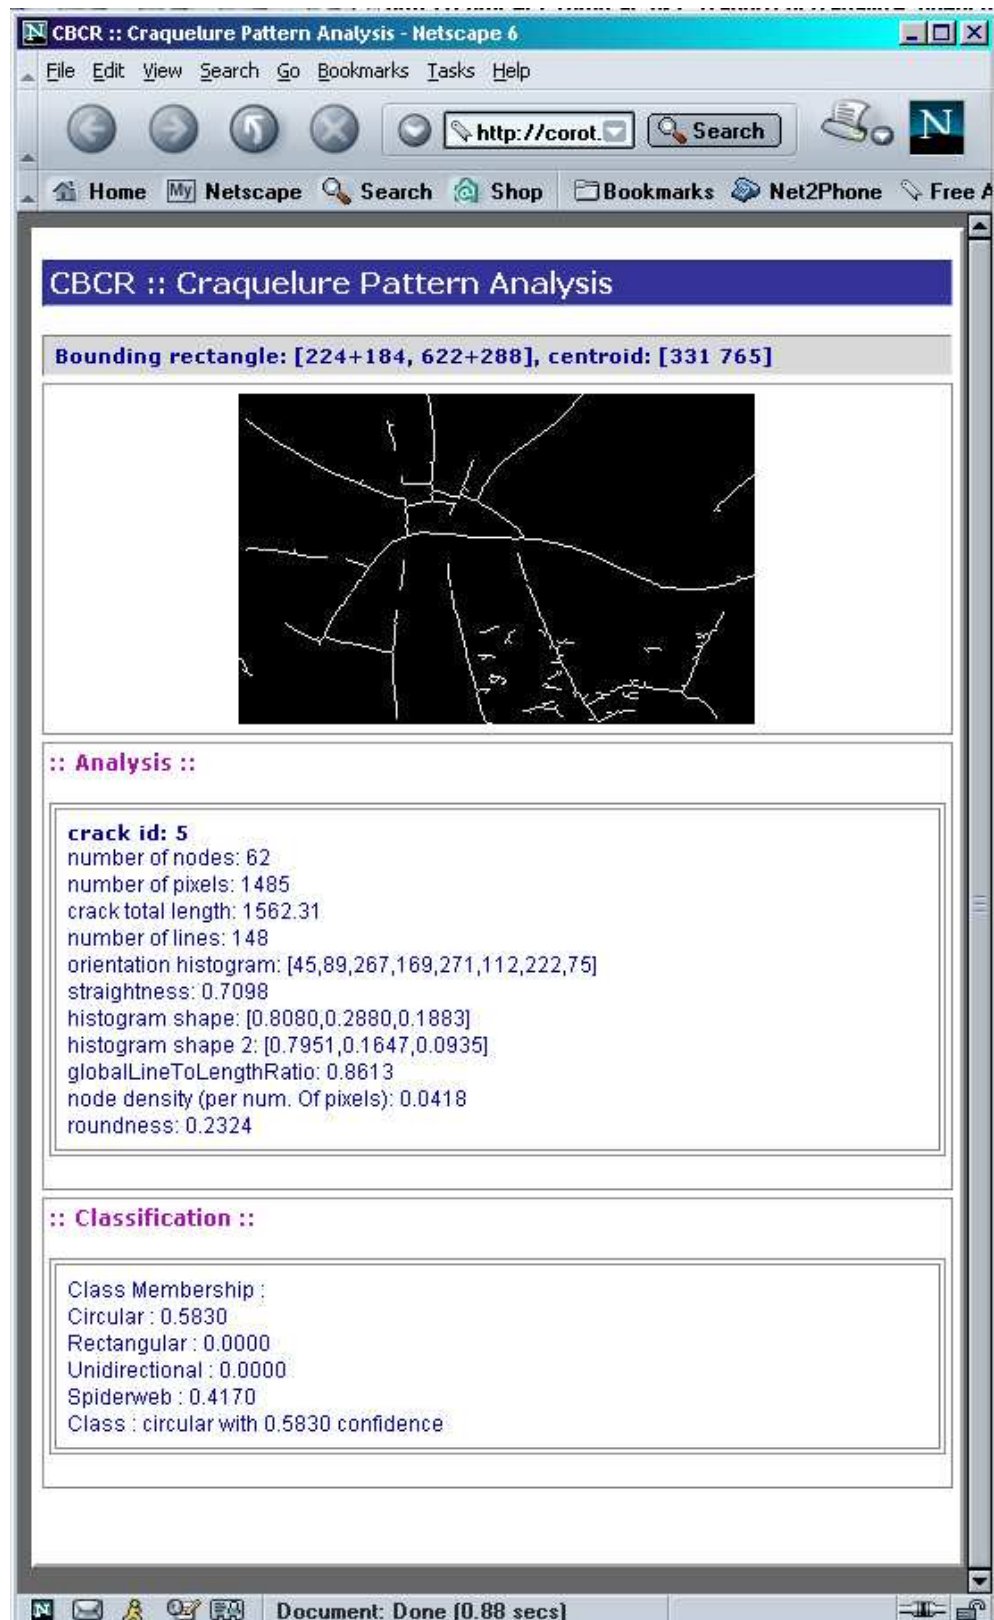 CBCR :: Craquelure Pattern Analysis - Netscape 6
File Edit View Search Go Bookmarks Tasks Help
http://corot. Search
N
Home My Netscape Search Shop Bookmarks Net2Phone Free
CBCR :: Craquelure Pattern Analysis
Bounding rectangle: [224+184, 622+288], centroid: [331 765]
:: Analysis ::
crack id: 5
number of nodes: 62
number of pixels: 1485
crack total length: 1562.31
number of lines: 148
orientation histogram: [45,89,267,169,271,112,222,75]
straightness: 0.7098
histogram shape: [0.8080,0.2880,0.1883]
histogram shape 2: [0.7951,0.1647,0.0935]
globalLineToLengthRatio: 0.8613
node density (per num. Of pixels): 0.0418
roundness: 0.2324
:: Classification ::
Class Membership :
Circular : 0.5830
Rectangular : 0.0000
Unidirectional : 0.0000
Spiderweb : 0.4170
Class : circular with 0.5830 confidence
Document: Done (0.88 secs)